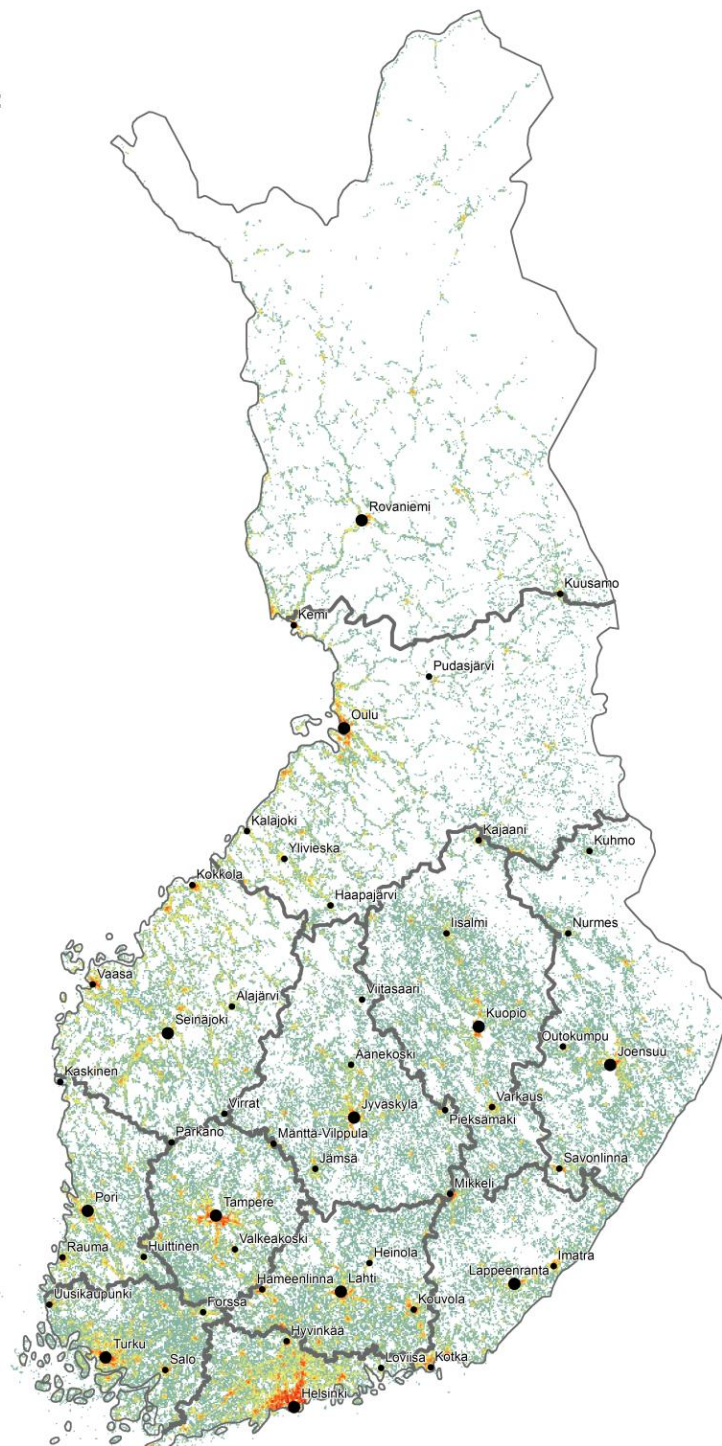 Rovaniemi
Kuusamo
Kemi
Pudasjärvi
Oulu
Kalajoki
Kajaani
Kuhmo
Ylivieska
Kokkola
Haapajärvi
Iisalmi
Nurmes
Vaasa
Viitasaari
Alajärvi
Seinäjoki
Kuopio
Outokumpu
Joensuu
Äänekoski
Kaskinen
Virrat
Jyväskylä
Varkaus
Pieksämäki
Parkano
Mänttä-Vilppula
Jämsä
Savonlinna
Mikkeli
Pori
Tampere
Rauma
Huittinen
Valkeakoski
Heinola
Imatra
Lappeenranta
Uusikaupunki
Hämeenlinna
Lahti
Forssa
Kouvola
Hyvinkää
Turku
Salo
Loviisa
Kotka
Helsinki